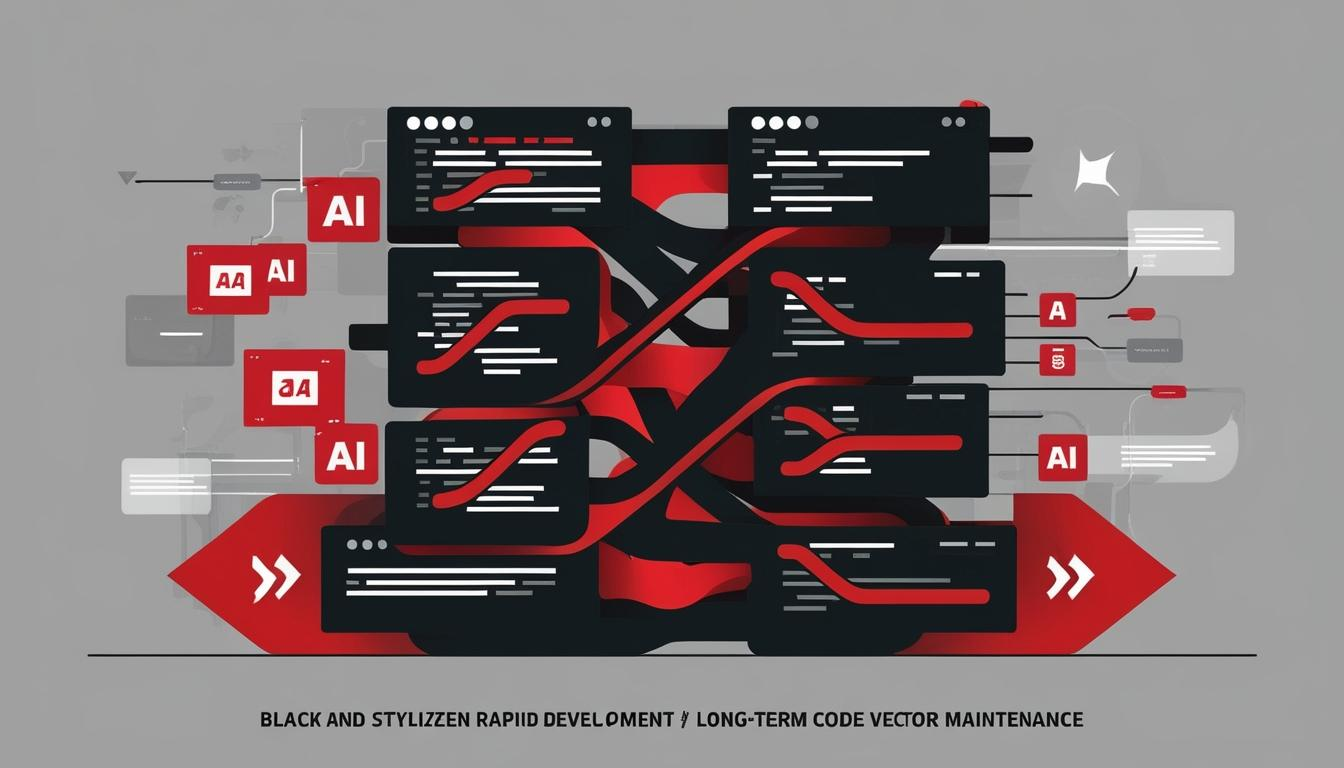 AI
AA
AI
AI
A
AI
BLACK AND STYLIZZEN RAPIID DEVELOPMENT / LONG-TERM CODE VECTOR MAINTENANCE